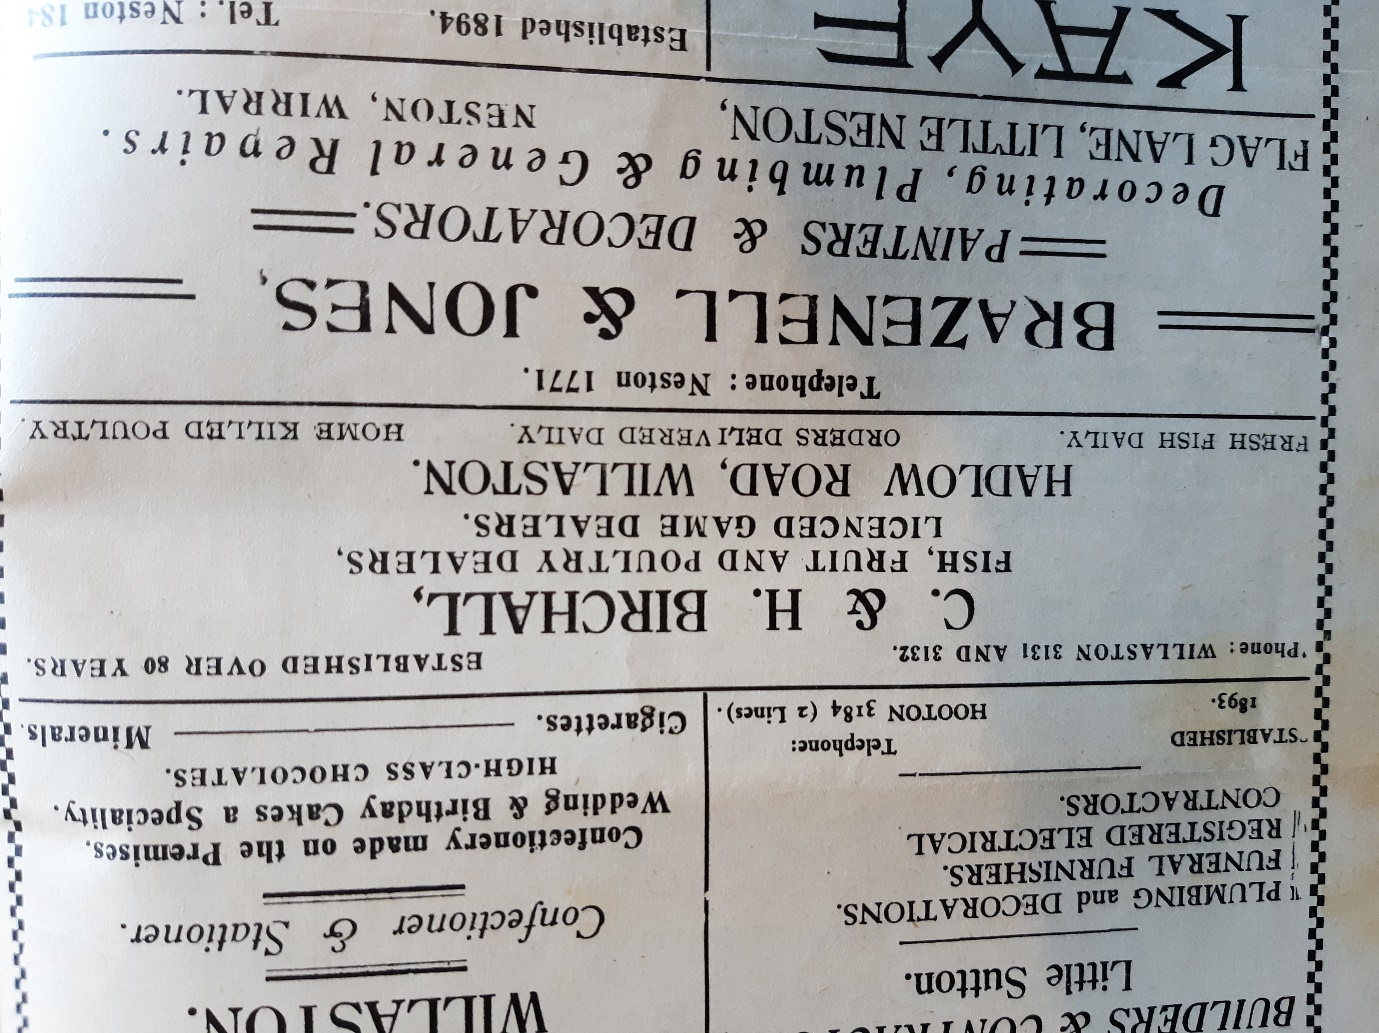 BUILDERS & CONTRACTORS
Little Sutton.
PLUMBING and DECORATIONS.
FUNERAL FURNISHERS.
REGISTERED ELECTRICAL
CONTRACTORS.
STABLISHED
1893.
Telephone:
HOOTON 3184 (2 Lines).
WILLASTON.
Confectioner & Stationer.
Confectionery made on the Premises.
Wedding & Birthday Cakes a Speciality.
HIGH-CLASS CHOCOLATES.
Cigarettes. Minerals.
'Phone: WILLASTON 3131 AND 3132. ESTABLISHED OVER 80 YEARS.
C. & H. BIRCHALL,
FISH, FRUIT AND POULTRY DEALERS,
LICENCED GAME DEALERS.
HADLOW ROAD, WILLASTON.
FRESH FISH DAILY. ORDERS DELIVERED DAILY. HOME KILLED POULTRY.
Telephone: Neston 1771.
BRAZENELL & JONES,
PAINTERS & DECORATORS.
Decorating, Plumbing & General Repairs.
FLAG LANE, LITTLE NESTON, NESTON, WIRRAL.
KAYE
Established 1894. Tel.: Neston 184